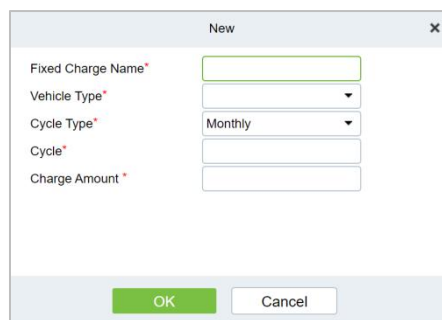 New
Fixed Charge Name*
Vehicle Type*
Cycle Type* Monthly
Cycle*
Charge Amount *
OK Cancel